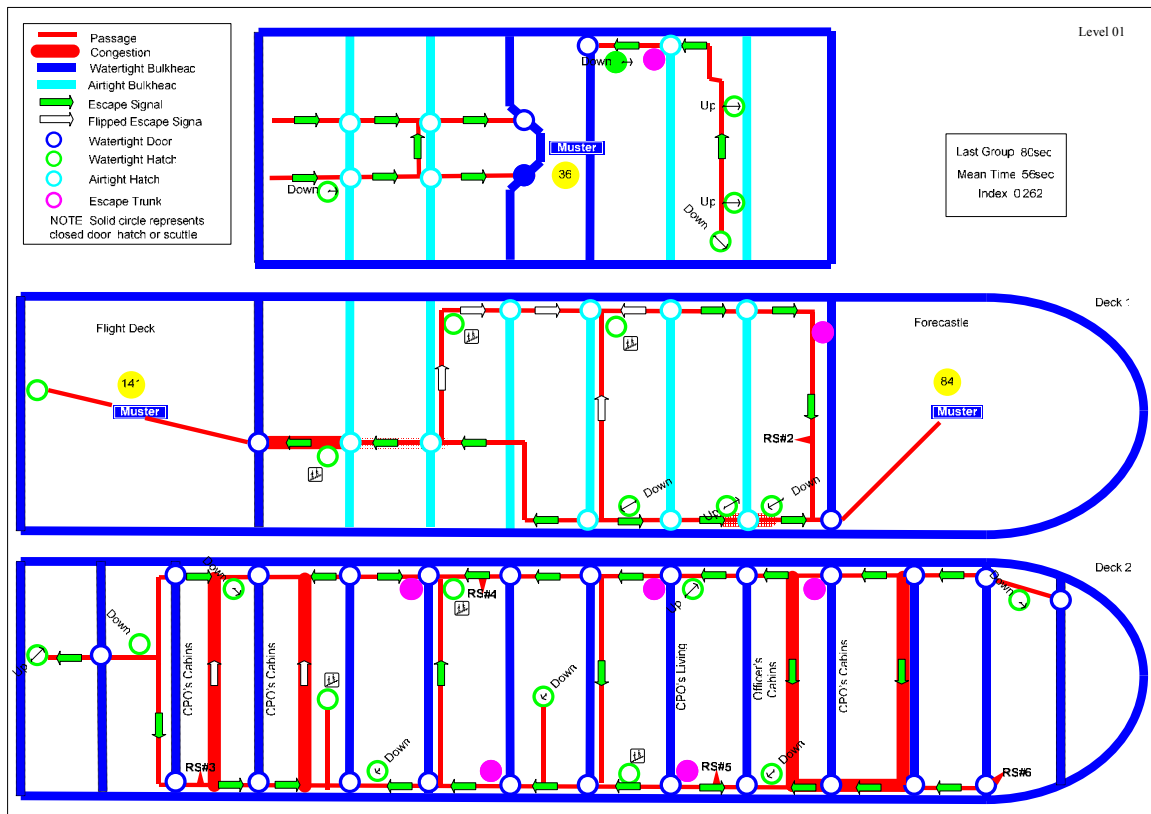 Level 01
Passage
Congestion
Watertight Bulkhead
Airtight Bulkhead
Escape Signal
Flipped Escape Signa
Watertight Door
Watertight Hatch
Airtight Hatch
Escape Trunk
NOTE Solid circle represents
closed door hatch or scuttle
Down
Up
Muster
36
Down
Up
Down
Last Group 80sec
Mean Time 56sec
Index 0 262
Deck 1
Flight Deck
Forecastle
141
84
Muster
Muster
RS#2
Down
Up
Down
Deck 2
Down
RS#4
Up
Down
Down
Up
CPO's Cabins
CPO's Cabins
CPO's Living
Officer's
Cabins
CPO's Cabins
Down
Down
Down
RS#3
RS#5
RS#6